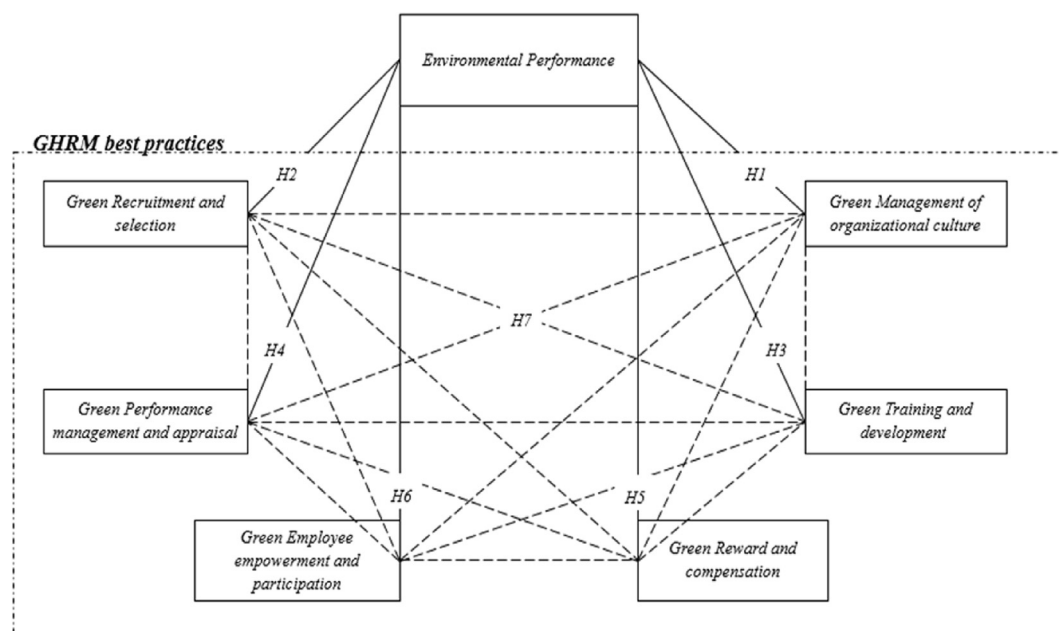 Environmental Performance
GHRM best practices
H2
H1
Green Recruitment and
selection
Green Management of
organizational culture
H7
H4
H3
Green Performance
management and appraisal
Green Training and
development
H6
H5
Green Employee
empowerment and
participation
Green Reward and
compensation